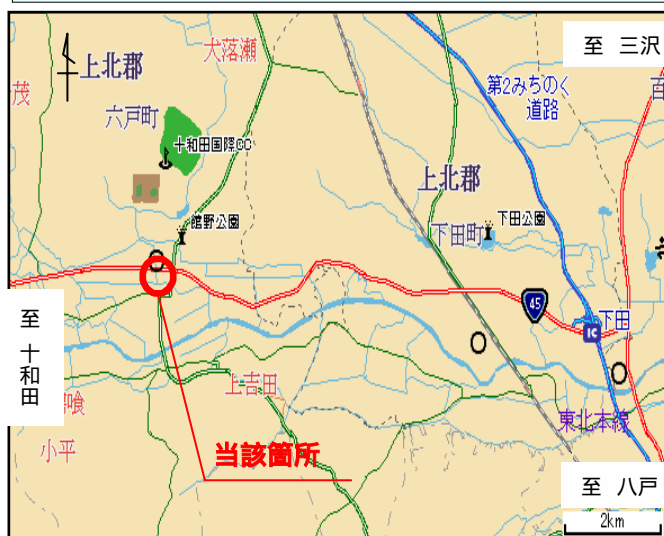 至 三沢
犬落瀬
上北郡
第2みちのく
道路
茂
百
六戸町
十和田国際CC
上北郡
館野公園
下田公園
下田町
45
至 十和田
下田
IC
上吉田
東北本線
小平
当該箇所
至 八戸
2km